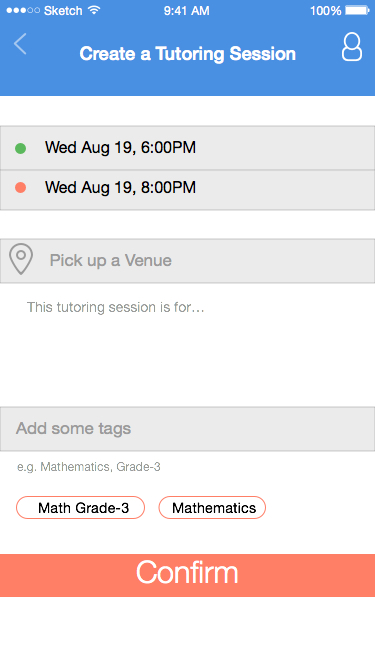 Sketch 9:41 AM 100%
Create a Tutoring Session
Wed Aug 19, 6:00PM
Wed Aug 19, 8:00PM
Pick up a Venue
This tutoring session is for...
Add some tags
e.g. Mathematics, Grade-3
Math Grade-3 Mathematics
Confirm